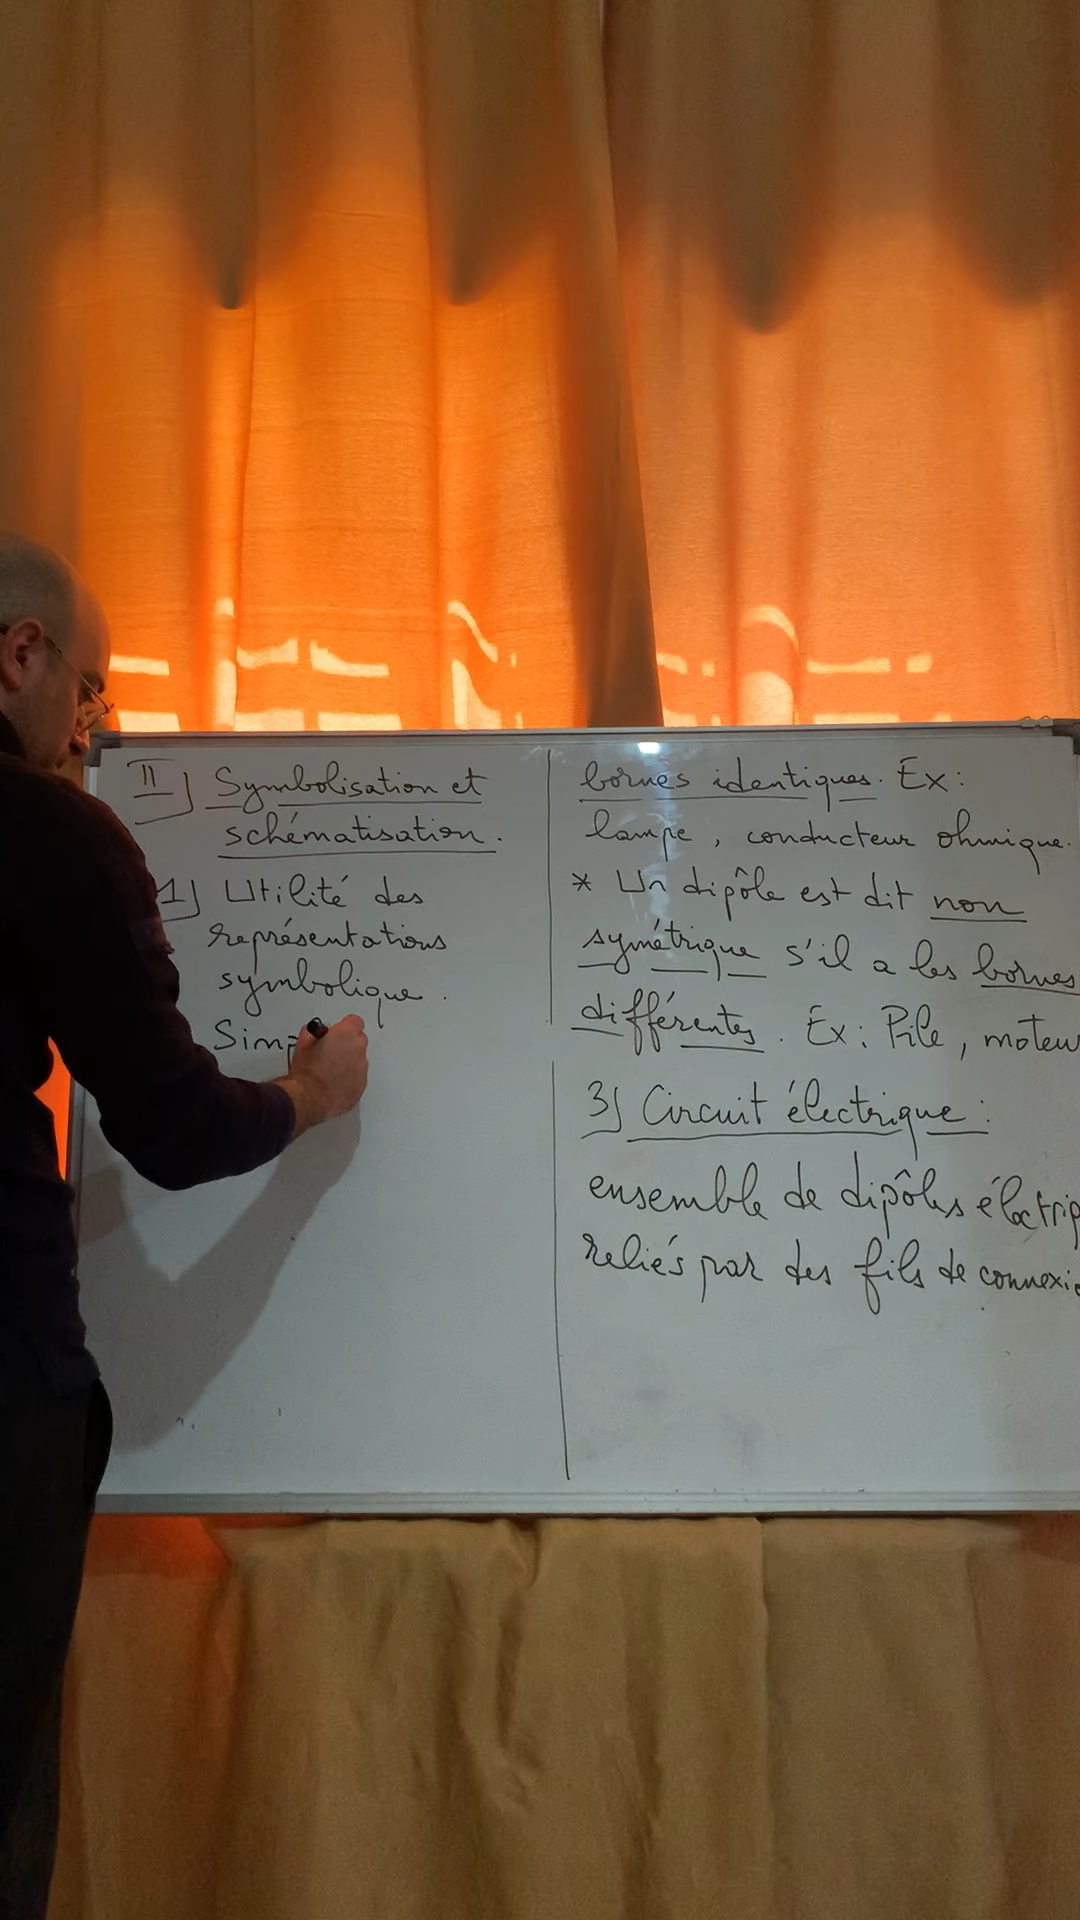 II) Symbolisation et
schématisation.
1) Utilité des
représentations
symbolique.
Simp
bornes identiques. Ex:
lampe, conducteur ohmique.
* Un dipôle est dit non
symétrique s'il a les bornes
différentes. Ex: Pile, moteur
3) Circuit électrique:
ensemble de dipôles électriq
reliés par des fils de connexio